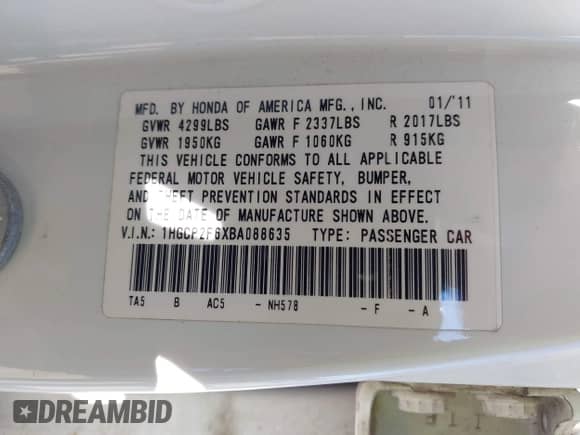 MFD. BY HONDA OF AMERICA MFG., INC. 01/'11
GVWR 4299LBS GAWR F 2337LBS R 2017LBS
GVWR 1950KG GAWR F 1060KG R 915KG
THIS VEHICLE CONFORMS TO ALL APPLICABLE
FEDERAL MOTOR VEHICLE SAFETY, BUMPER,
AND THEFT PREVENTION STANDARDS IN EFFECT
ON THE DATE OF MANUFACTURE SHOWN ABOVE.
V.I.N.: 1HGCP2F6XBA088635 TYPE: PASSENGER CAR
TA5 B AC5 - NH578 - F - A
DREAMBID